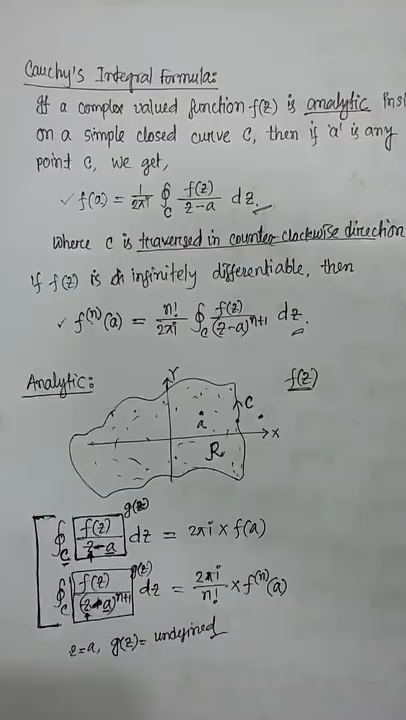 Cauchy's Integral Formula:
If a complex valued function f(z) is analytic insi
on a simple closed curve C, then if 'a' is any
point C, we get,
✓ f(a) = 1/2πi ∮_C f(z)/(z-a) dz.
where C is traversed in counter clockwise direction
If f(z) is infinitely differentiable, then
✓ f^(n)(a) = n!/2πi ∮_C f(z)/(z-a)^(n+1) dz.
Analytic:
Y
f(z)
C
a
X
R
g(z)
∮_C f(z)/(z-a) dz = 2πi × f(a)
g(z)
∮_C f(z)/(z-a)^(n+1) dz = 2πi/n! × f^(n)(a)
z=a, g(z) = undefined